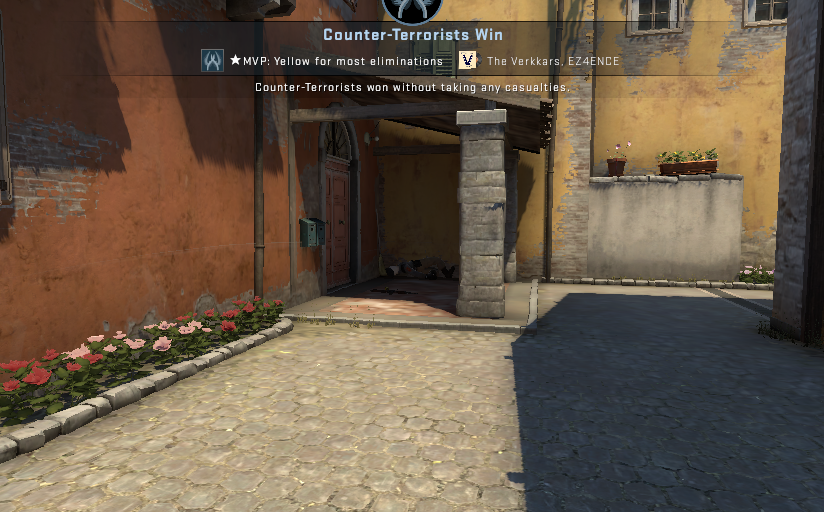 Counter-Terrorists Win
★MVP: Yellow for most eliminations V The Verkkars, EZ4ENCE
Counter-Terrorists won without taking any casualties.